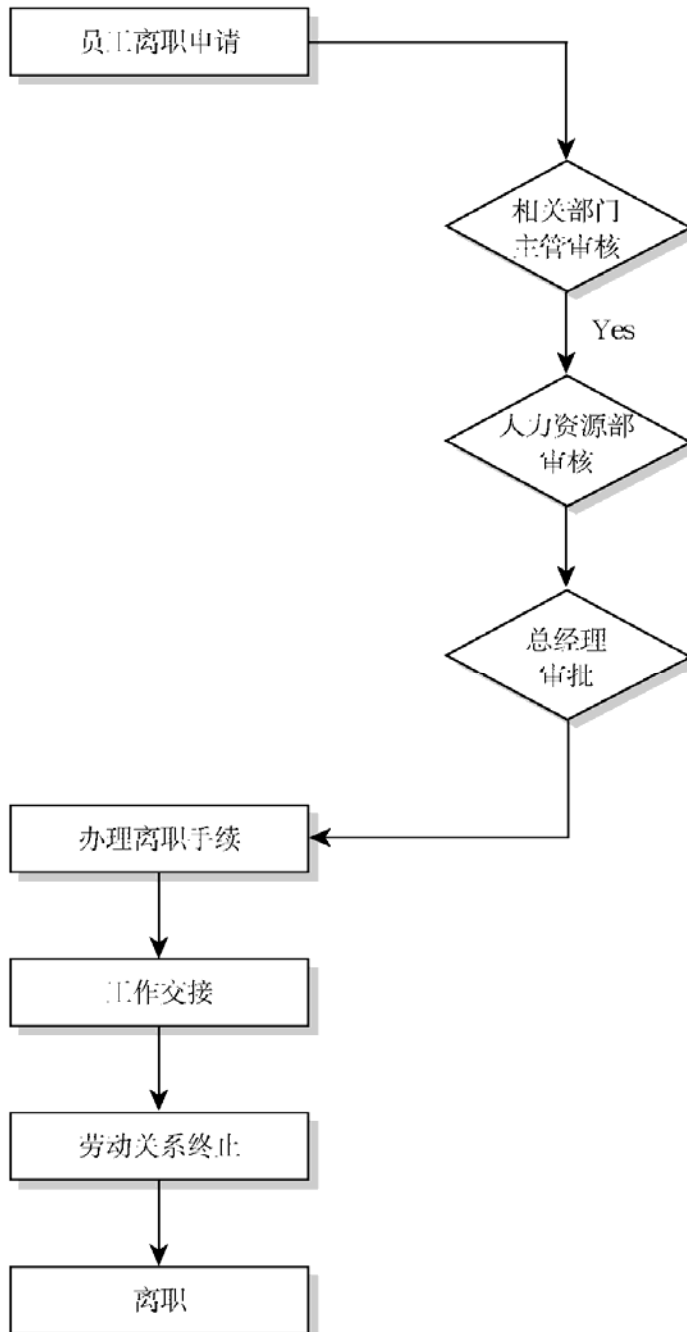 员工离职申请
相关部门
主管审核
Yes
人力资源部
审核
总经理
审批
办理离职手续
工作交接
劳动关系终止
离职